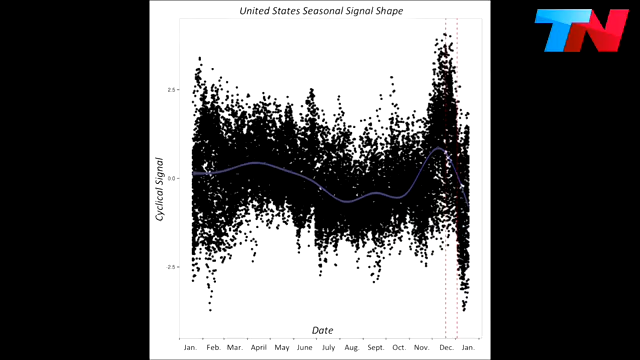 United States Seasonal Signal Shape
TN
2.5
0.0
-2.5
Cyclical Signal
Date
Jan. Feb. Mar. April May June July Aug. Sept. Oct. Nov. Dec. Jan.